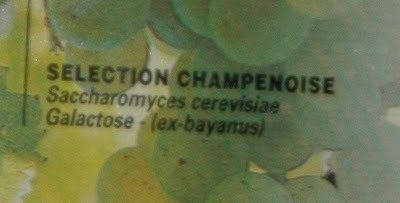 SELECTION CHAMPENOISE
Saccharomyces cerevisiae
Galactose - (ex-bayanus)